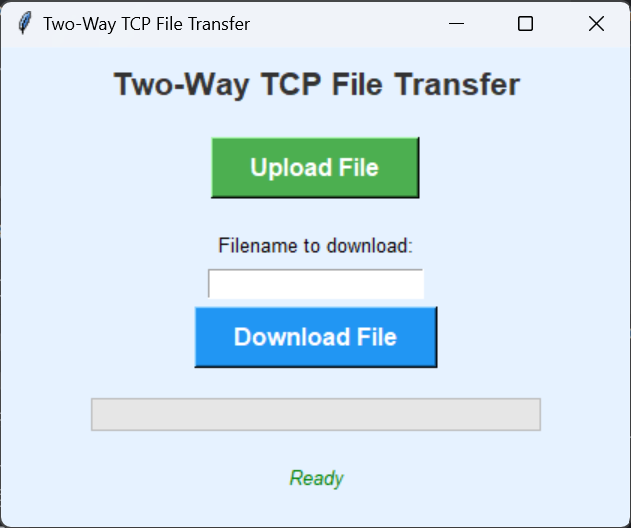 Two-Way TCP File Transfer
Two-Way TCP File Transfer
Upload File
Filename to download:
Download File
Ready